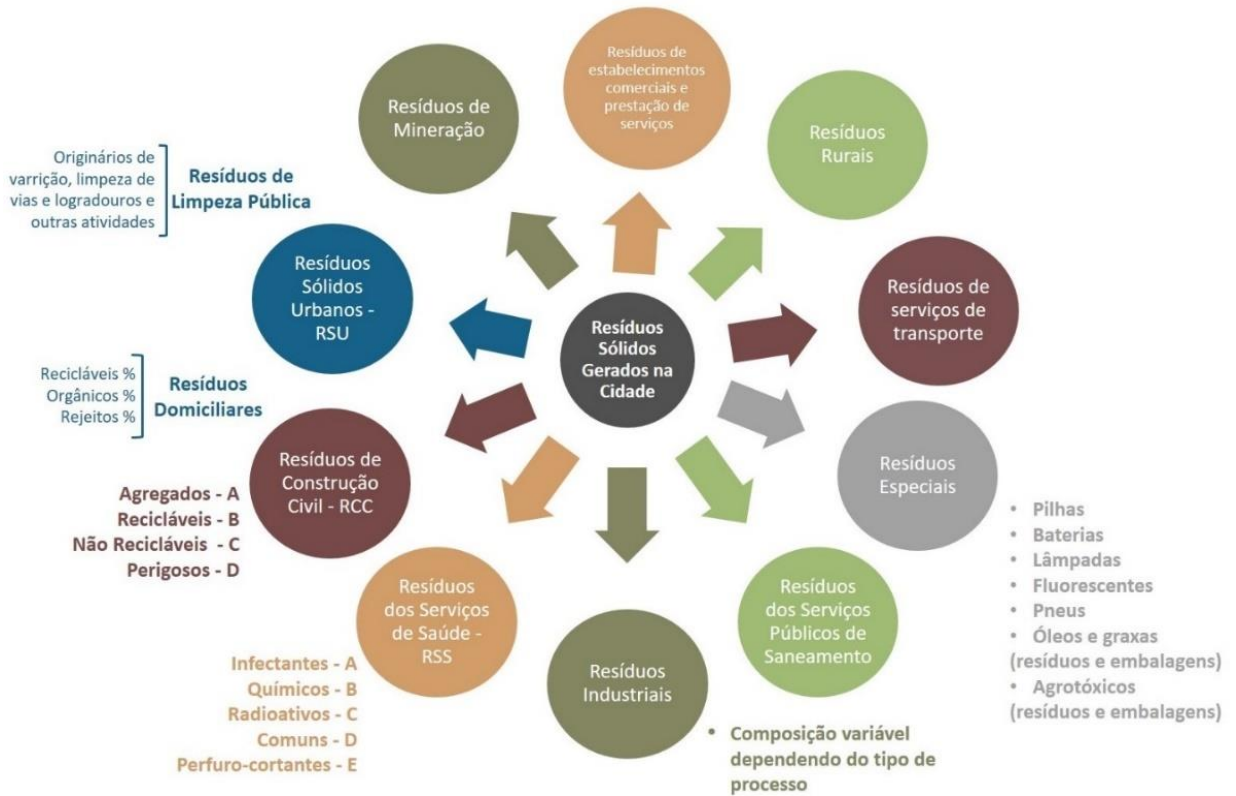 Resíduos de
estabelecimentos
comerciais e
prestação de
serviços
Resíduos de
Mineração
Resíduos
Rurais
Originários de
varrição, limpeza de
vias e logradouros e
outras atividades
Resíduos de
Limpeza Pública
Resíduos
Sólidos
Urbanos -
RSU
Resíduos de
serviços de
transporte
Resíduos
Sólidos
Gerados na
Cidade
Recicláveis %
Orgânicos %
Rejeitos %
Resíduos
Domiciliares
Resíduos de
Construção
Civil - RCC
Agregados - A
Recicláveis - B
Não Recicláveis - C
Perigosos - D
Resíduos
Especiais
• Pilhas
• Baterias
• Lâmpadas
• Fluorescentes
• Pneus
• Óleos e graxas
(resíduos e embalagens)
• Agrotóxicos
(resíduos e embalagens)
Resíduos
dos Serviços
de Saúde -
RSS
Infectantes - A
Químicos - B
Radioativos - C
Comuns - D
Perfuro-cortantes - E
Resíduos
Industriais
• Composição variável
dependendo do tipo de
processo
Resíduos
dos Serviços
Públicos de
Saneamento